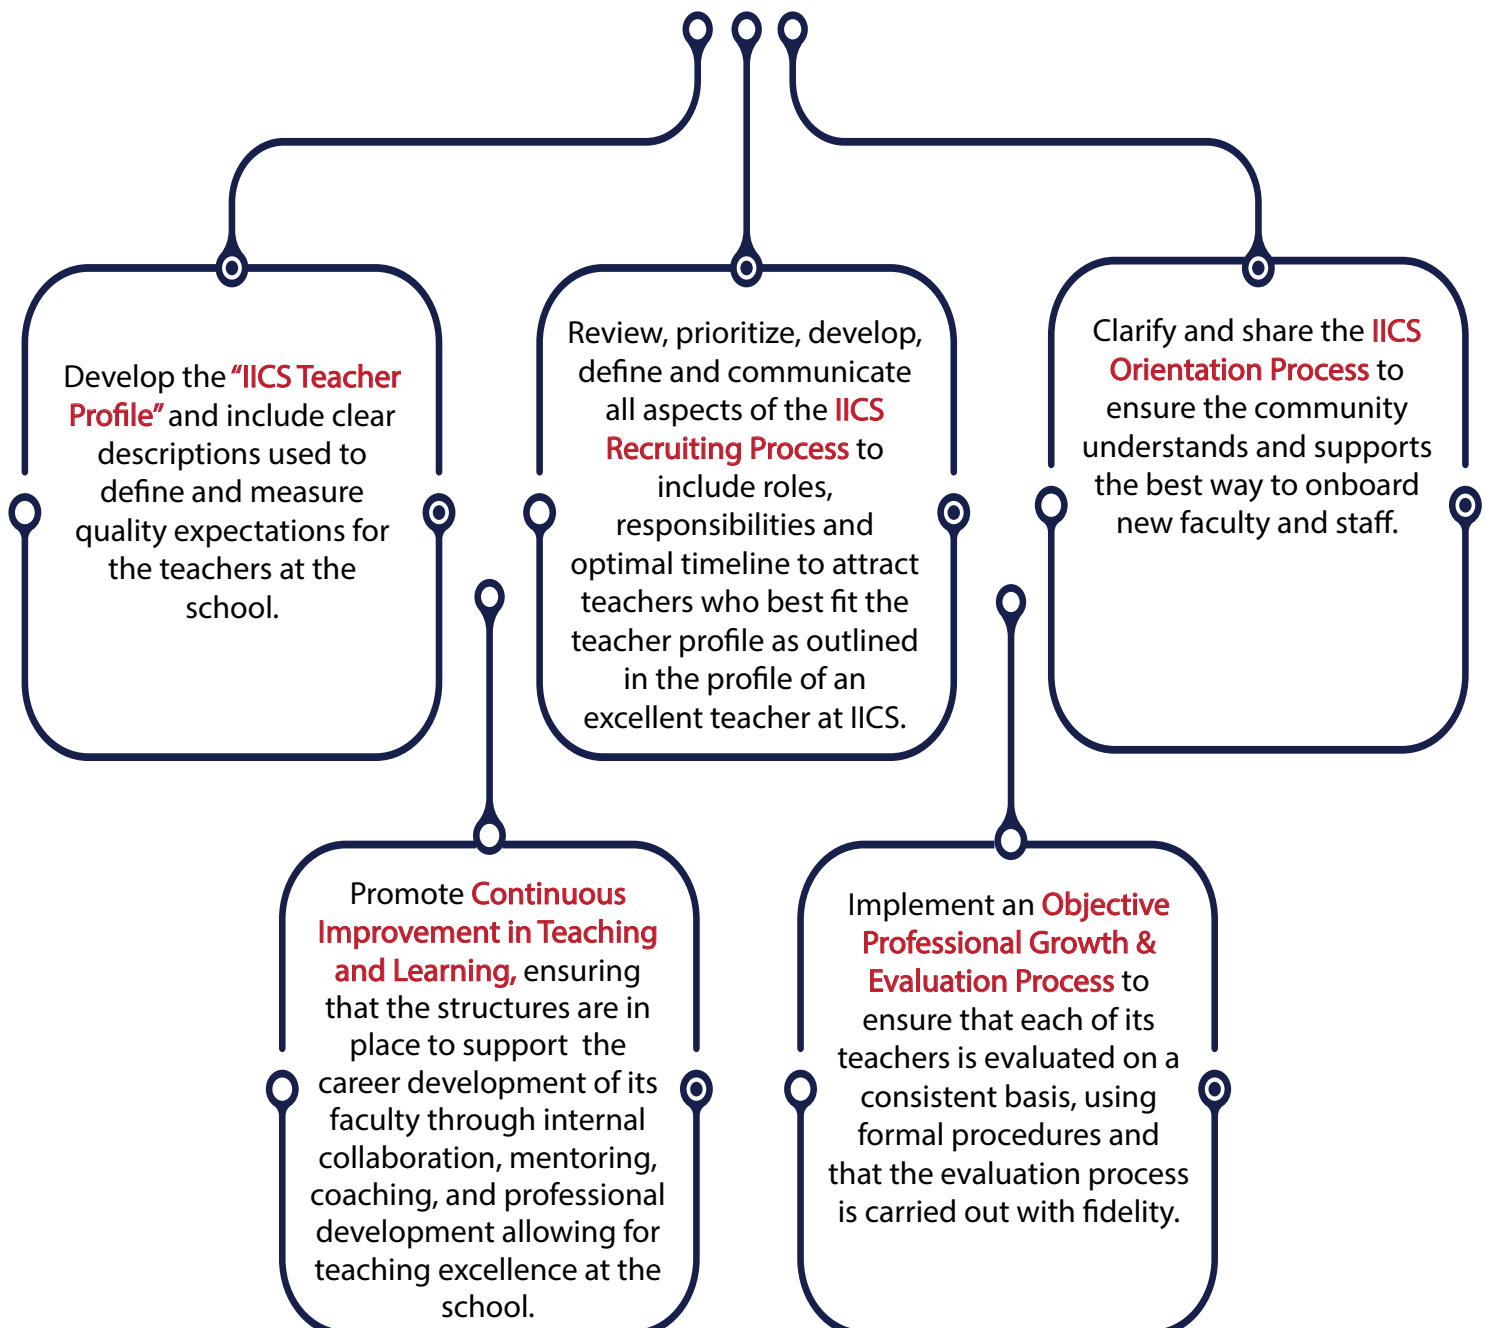 Develop the "IICS Teacher
Profile" and include clear
descriptions used to
define and measure
quality expectations for
the teachers at the
school.
Review, prioritize, develop,
define and communicate
all aspects of the IICS
Recruiting Process to
include roles,
responsibilities and
optimal timeline to attract
teachers who best fit the
teacher profile as outlined
in the profile of an
excellent teacher at IICS.
Clarify and share the IICS
Orientation Process to
ensure the community
understands and supports
the best way to onboard
new faculty and staff.
Promote Continuous
Improvement in Teaching
and Learning, ensuring
that the structures are in
place to support  the
career development of its
faculty through internal
collaboration, mentoring,
coaching, and professional
development allowing for
teaching excellence at the
school.
Implement an Objective
Professional Growth &
Evaluation Process to
ensure that each of its
teachers is evaluated on a
consistent basis, using
formal procedures and
that the evaluation process
is carried out with fidelity.